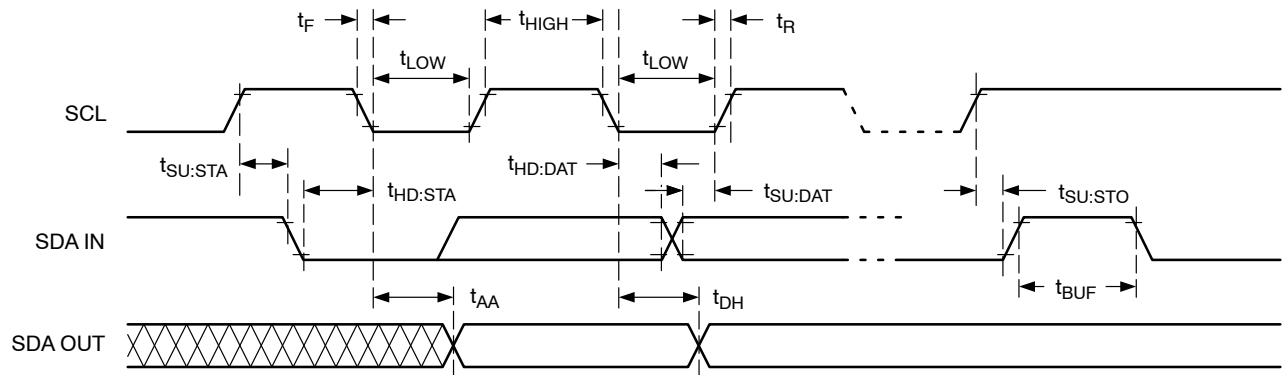 tF
tHIGH
tR
tLOW
tLOW
SCL
tSU:STA
tHD:STA
tHD:DAT
tSU:DAT
tSU:STO
SDA IN
tBUF
tAA
tDH
SDA OUT